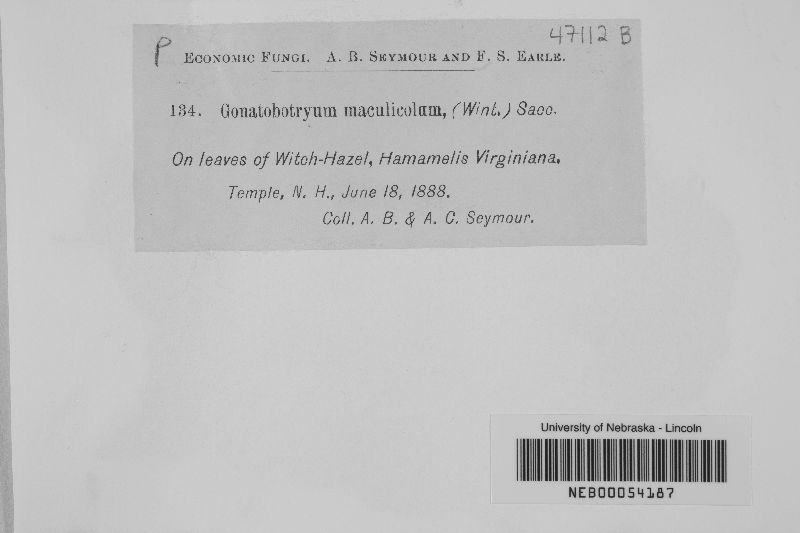 47112 B
P Economic Fungi. A. B. Seymour and F. S. Earle.
134. Gonatobotryum maculicolum, (Wint.) Sacc.
On leaves of Witch-Hazel, Hamamelis Virginiana.
Temple, N. H., June 18, 1888.
Coll. A. B. & A. C. Seymour.
University of Nebraska - Lincoln
NEB00054187